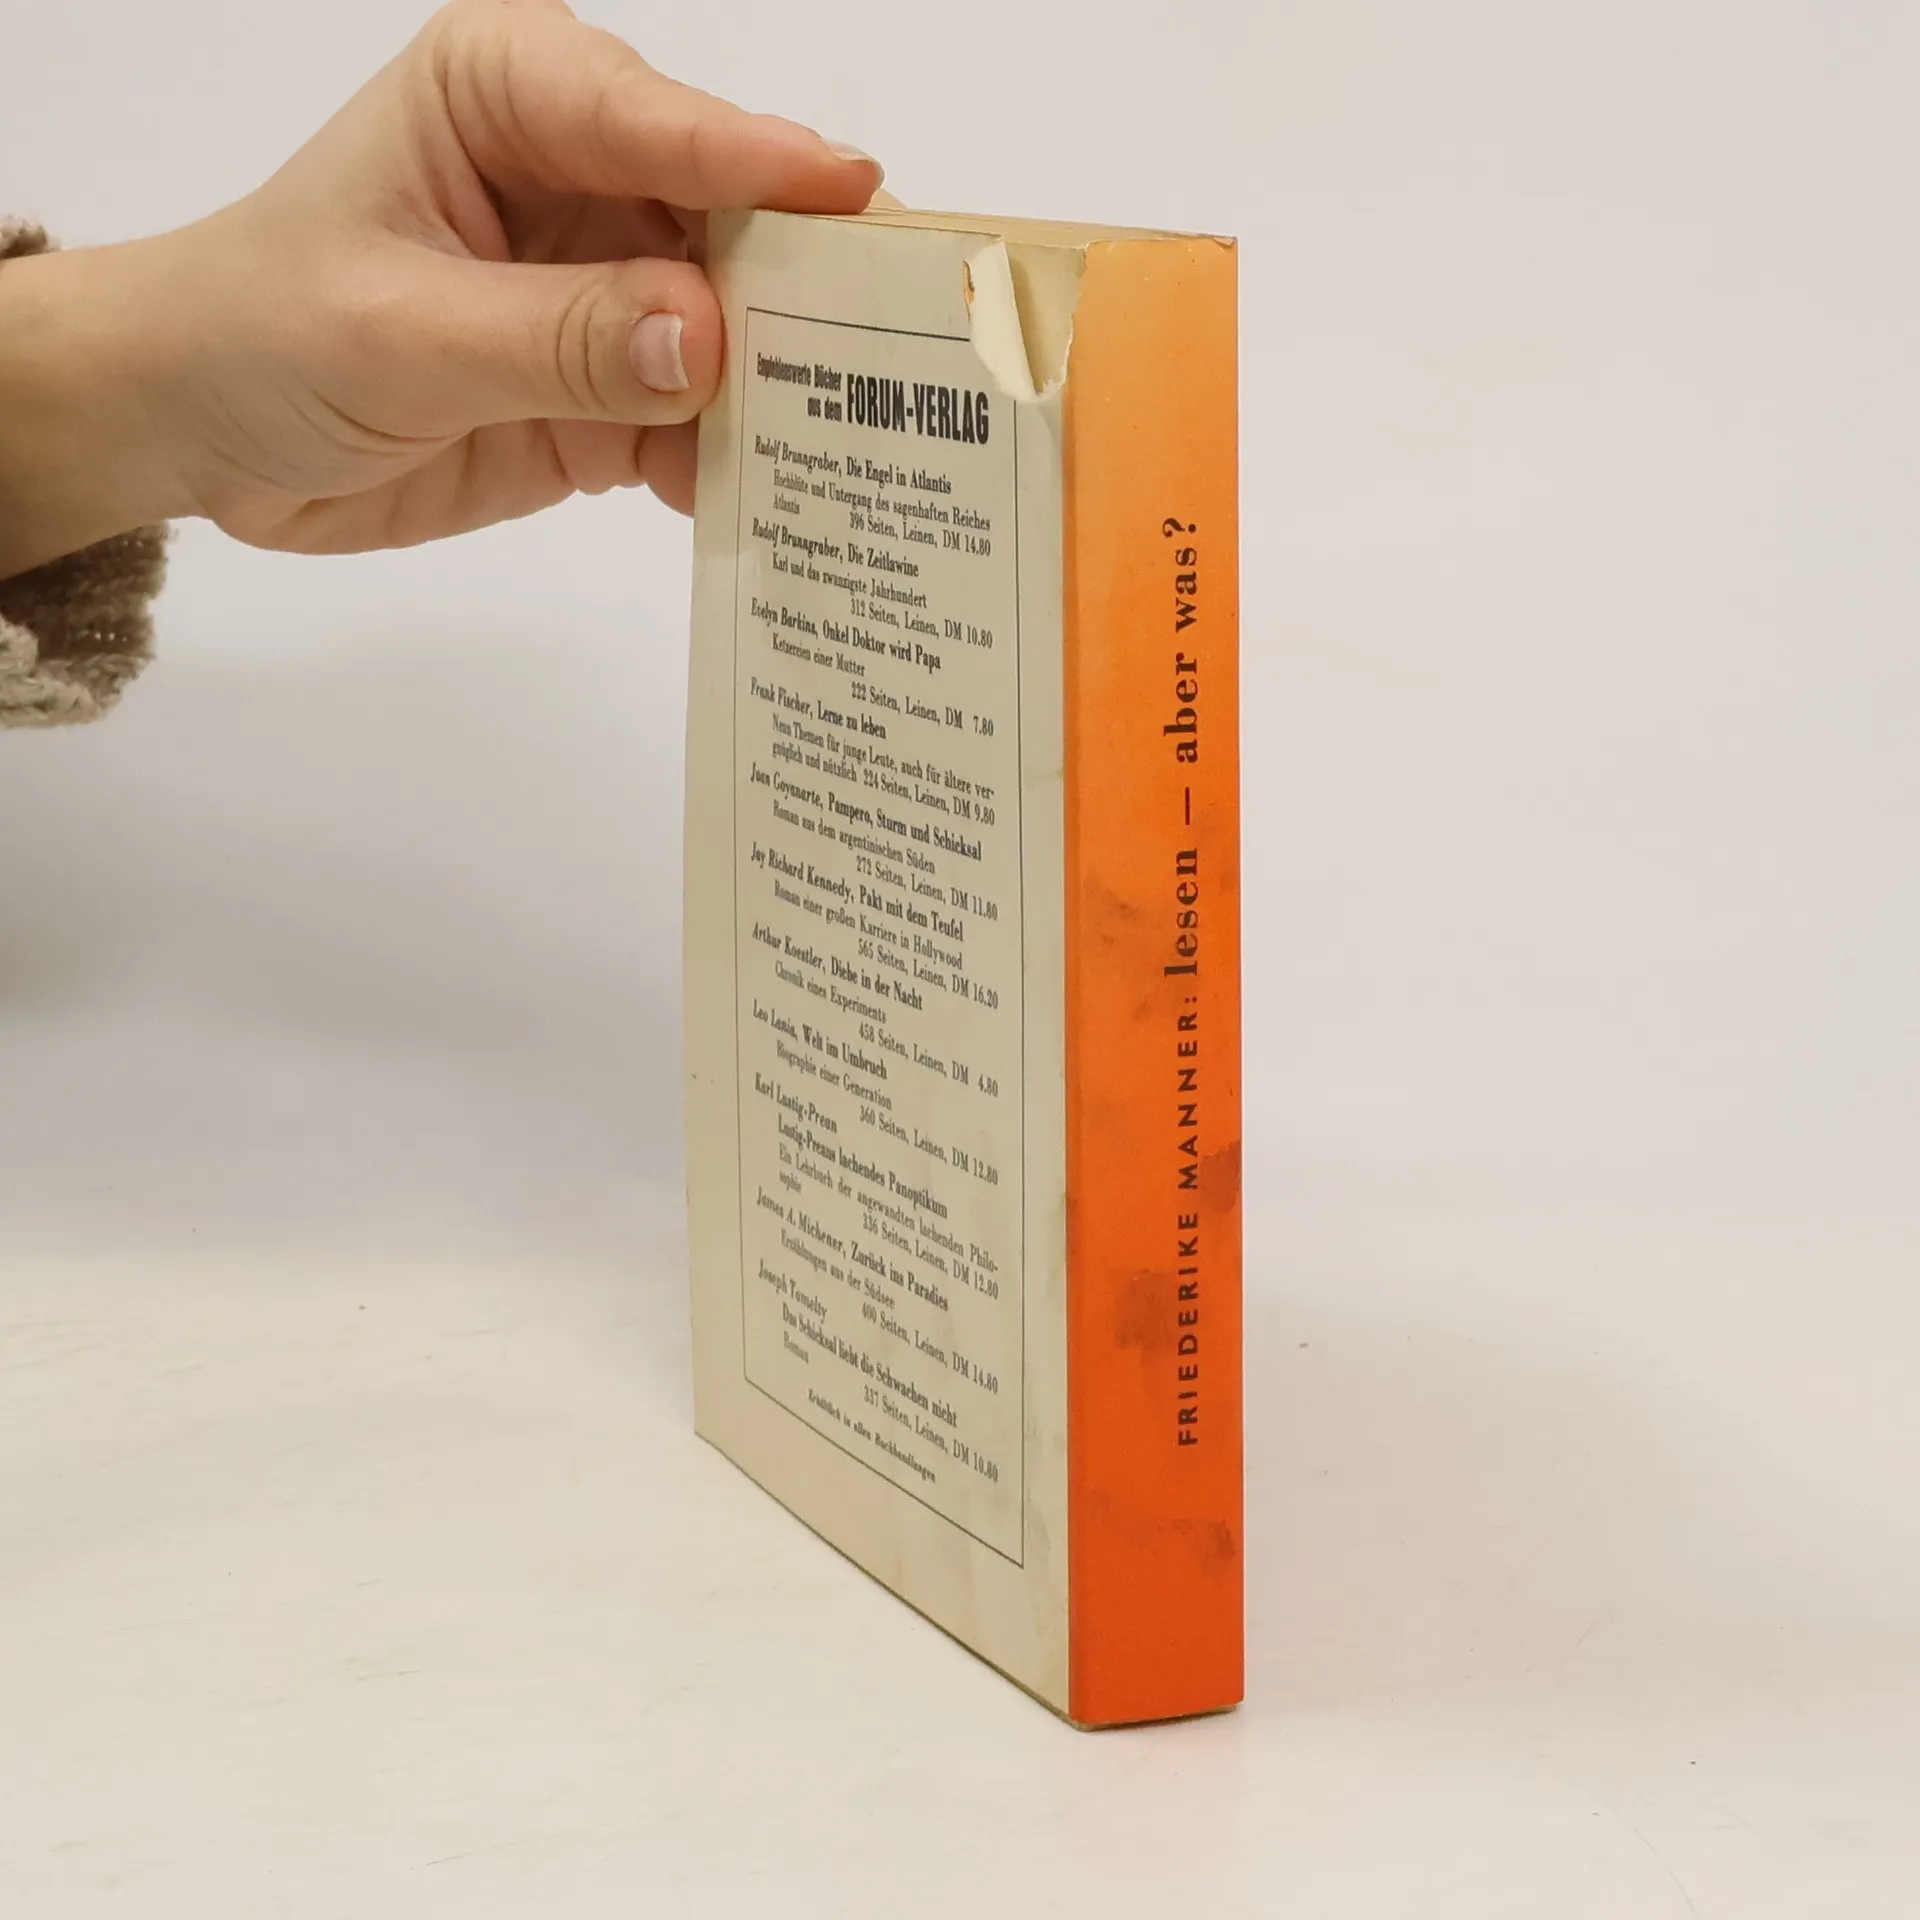 Empfehlenswerte Bücher
aus dem FORUM-VERLAG
Rudolf Brunngraber, Die Engel in Atlantis
Hochblüte und Untergang des sagenhaften Reiches
Atlantis 396 Seiten, Leinen, DM 14.80
Rudolf Brunngraber, Die Zeitlawine
Karl und das zwanzigste Jahrhundert
312 Seiten, Leinen, DM 10.80
Evelyn Barkins, Onkel Doktor wird Papa
Ketzereien einer Mutter
222 Seiten, Leinen, DM 7.80
Frank Fischer, Lerne zu leben
Neun Themen für junge Leute, auch für ältere ver-
gnüglich und nützlich 224 Seiten, Leinen, DM 9.80
Juan Goyanarte, Pampero, Sturm und Schicksal
Roman aus dem argentinischen Süden
272 Seiten, Leinen, DM 11.80
Jay Richard Kennedy, Pakt mit dem Teufel
Roman einer großen Karriere in Hollywood
565 Seiten, Leinen, DM 16.20
Arthur Koestler, Diebe in der Nacht
Chronik eines Experiments
458 Seiten, Leinen, DM 4.80
Leo Lania, Welt im Umbruch
Biographie einer Generation
360 Seiten, Leinen, DM 12.80
Karl Lustig-Prean
Lustig-Preans lachendes Panoptikum
Ein Lehrbuch der angewandten lachenden Philo-
sophie 336 Seiten, Leinen, DM 12.80
James A. Michener, Zurück ins Paradies
Erzählungen aus der Südsee
400 Seiten, Leinen, DM 14.80
Joseph Tomelty
Das Schicksal liebt die Schwachen nicht
Roman 337 Seiten, Leinen, DM 10.80
Erhältlich in allen Buchhandlungen
FRIEDERIKE MANNER: lesen — aber was?